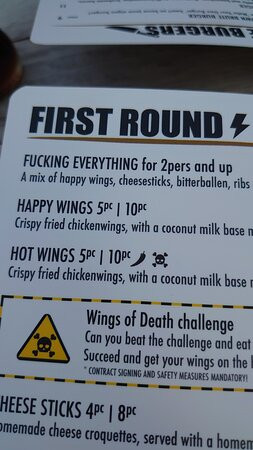 BURGERS
FIRST ROUND
FUCKING EVERYTHING for 2pers and up
A mix of happy wings, cheesesticks, bitterballen, ribs
HAPPY WINGS 5pc | 10pc
Crispy fried chickenwings, with a coconut milk base
HOT WINGS 5pc | 10pc
Crispy fried chickenwings, with a coconut milk base
Wings of Death challenge
Can you beat the challenge and eat
Succeed and get your wings on the
* CONTRACT SIGNING AND SAFETY MEASURES MANDATORY!
HEESE STICKS 4pc | 8pc
omemade cheese croquettes, served with a homem